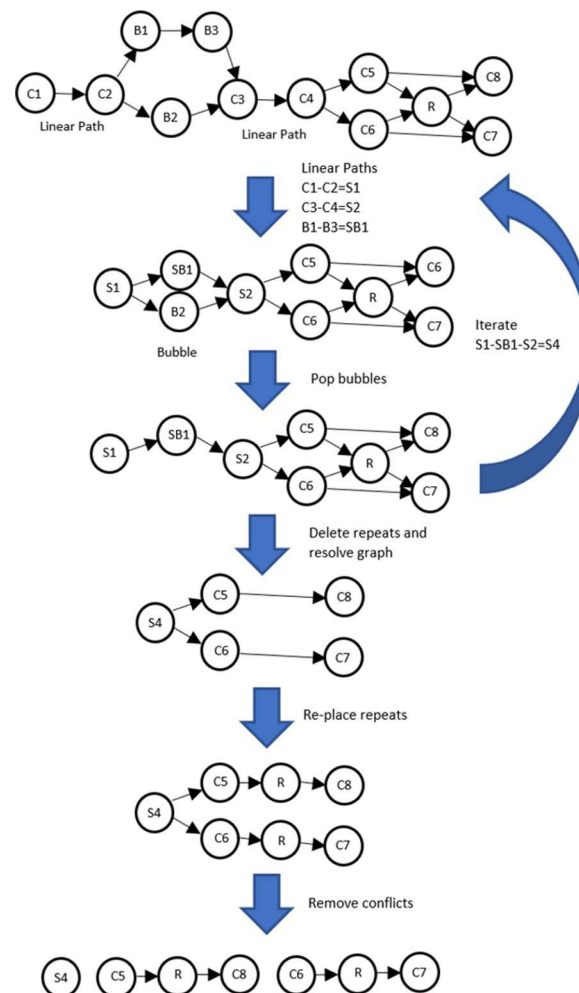 B1
B3
C1
C2
C3
C4
C5
C8
R
B2
C6
C7
Linear Path
Linear Path
Linear Paths
C1-C2=S1
C3-C4=S2
B1-B3=SB1
S1
SB1
B2
S2
C5
C6
R
C6
C7
Bubble
Iterate
S1-SB1-S2=S4
Pop bubbles
S1
SB1
S2
C5
C8
R
C6
C7
Delete repeats and
resolve graph
S4
C5
C8
C6
C7
Re-place repeats
S4
C5
R
C8
C6
R
C7
Remove conflicts
S4
C5
R
C8
C6
R
C7